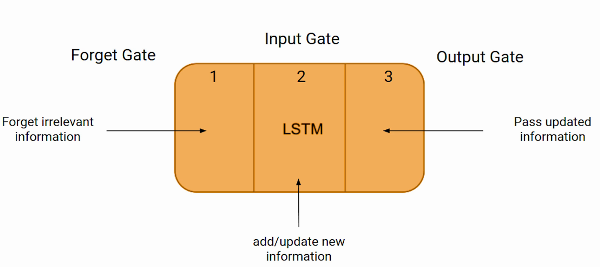 Input Gate
Forget Gate
Output Gate
1
2
3
Forget irrelevant
information
LSTM
Pass updated
information
add/update new
information